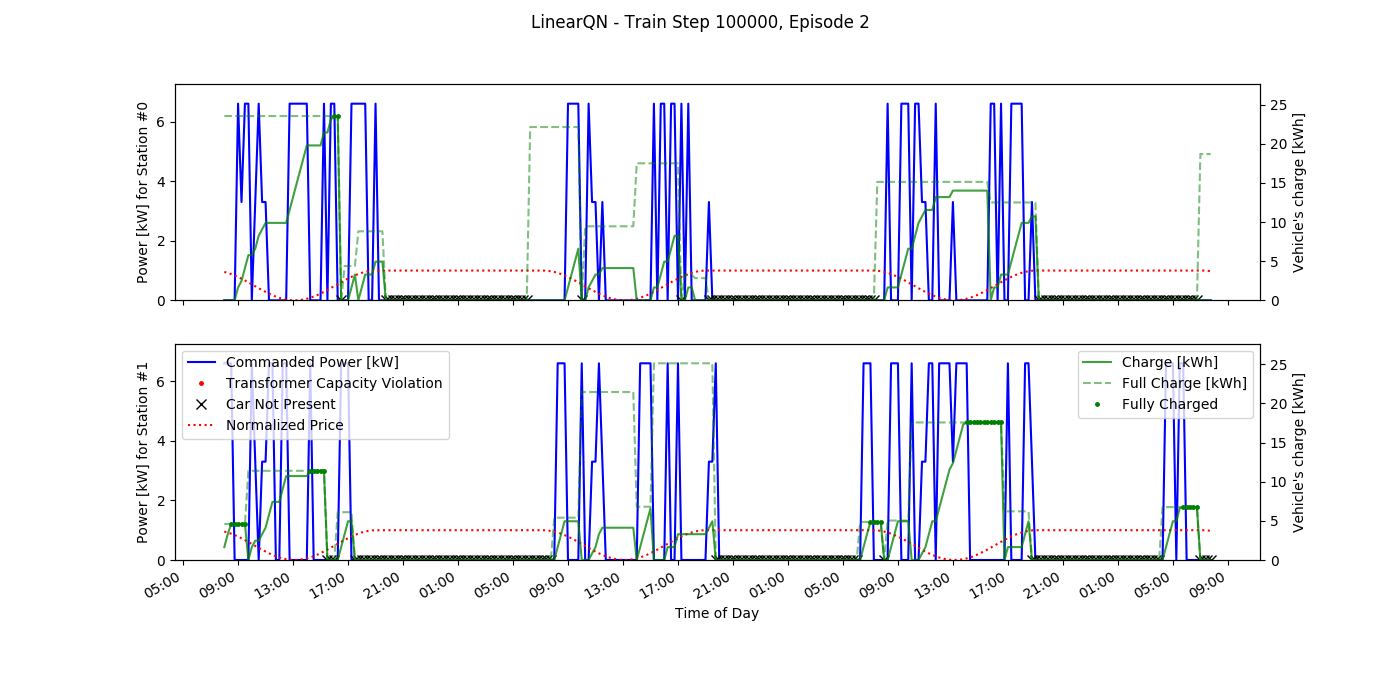 LinearQN - Train Step 100000, Episode 2
Power [kW] for Station #0
0
2
4
6
0
5
10
15
20
25
Vehicle's charge [kWh]
Power [kW] for Station #1
0
2
4
6
Commanded Power [kW]
Transformer Capacity Violation
Car Not Present
Normalized Price
Charge [kWh]
Full Charge [kWh]
Fully Charged
0
5
10
15
20
25
Vehicle's charge [kWh]
05:00 09:00 13:00 17:00 21:00 01:00 05:00 09:00 13:00 17:00 21:00 01:00 05:00 09:00 13:00 17:00 21:00 01:00 05:00 09:00
Time of Day